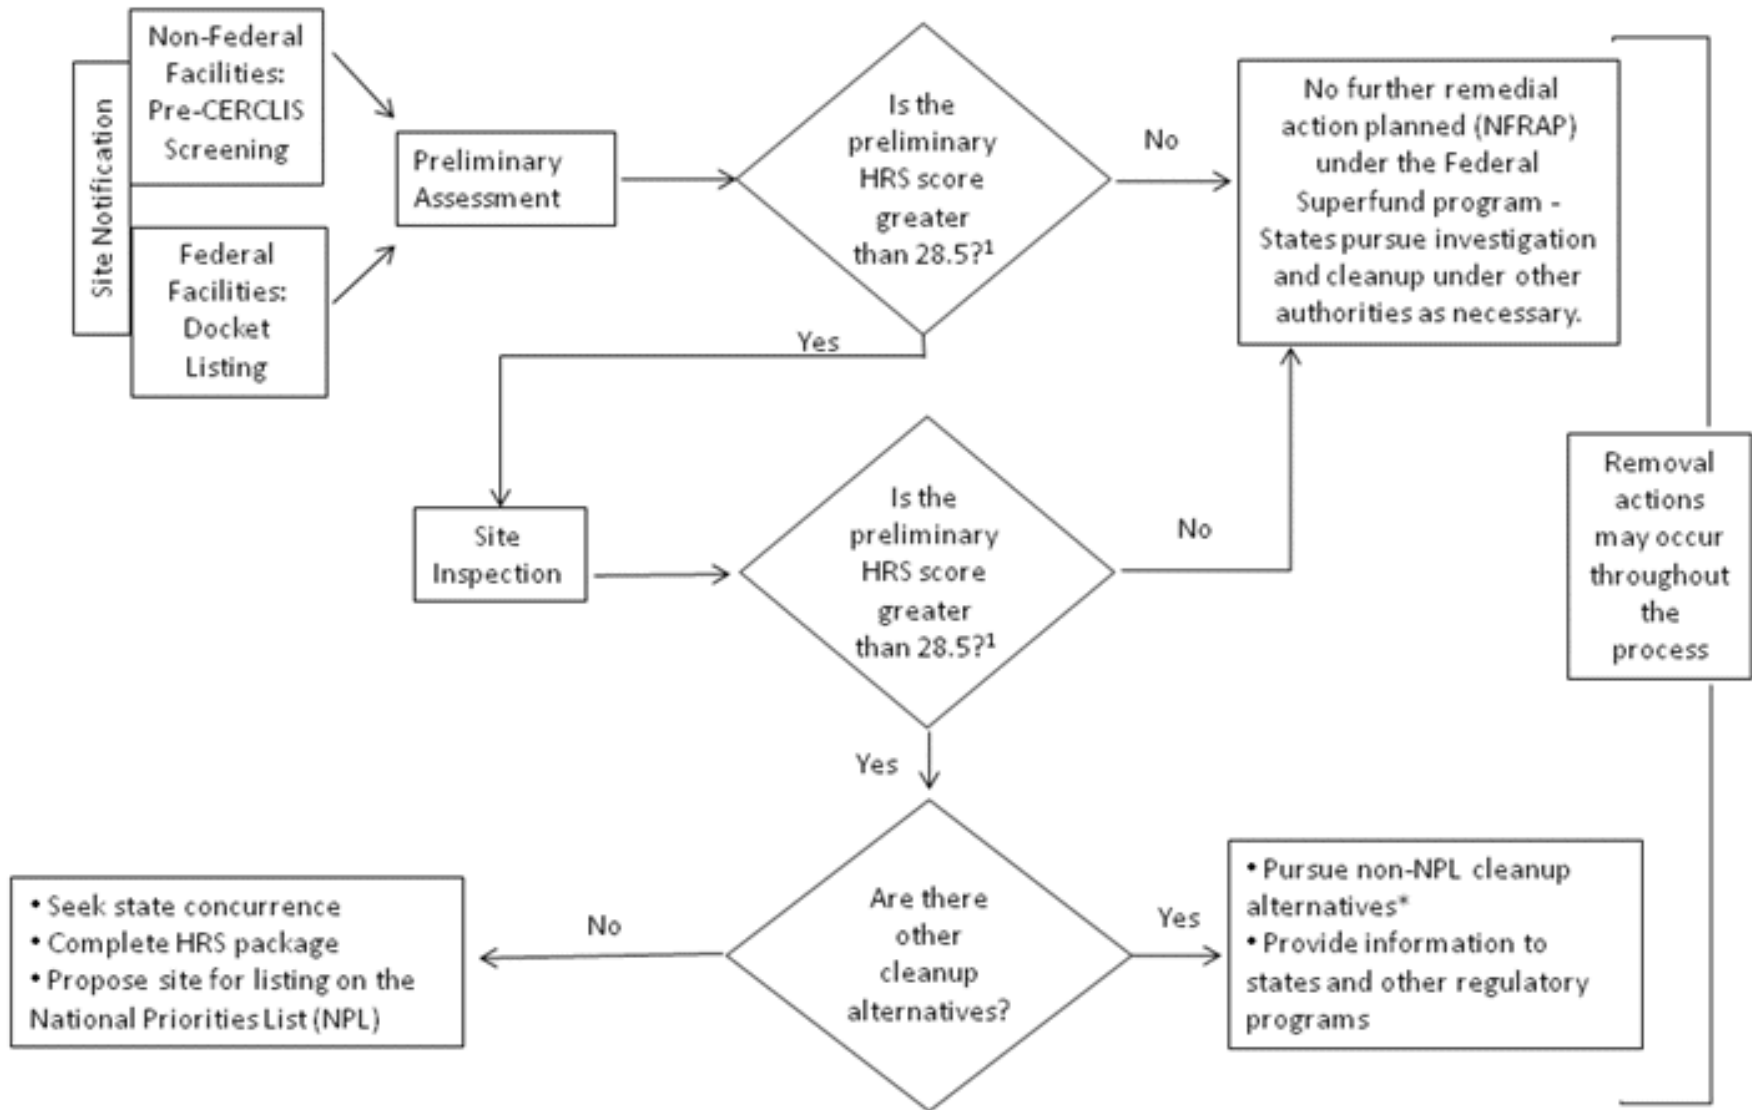 Site Notification
Non-Federal
Facilities:
Pre-CERCLIS
Screening
Federal
Facilities:
Docket
Listing
Preliminary
Assessment
Is the
preliminary
HRS score
greater
than 28.5?¹
No
No further remedial
action planned (NFRAP)
under the Federal
Superfund program -
States pursue investigation
and cleanup under other
authorities as necessary.
Yes
Site
Inspection
Is the
preliminary
HRS score
greater
than 28.5?¹
No
Removal
actions
may occur
throughout
the
process
Yes
Are there
other
cleanup
alternatives?
No
• Seek state concurrence
• Complete HRS package
• Propose site for listing on the
National Priorities List (NPL)
Yes
• Pursue non-NPL cleanup
alternatives*
• Provide information to
states and other regulatory
programs